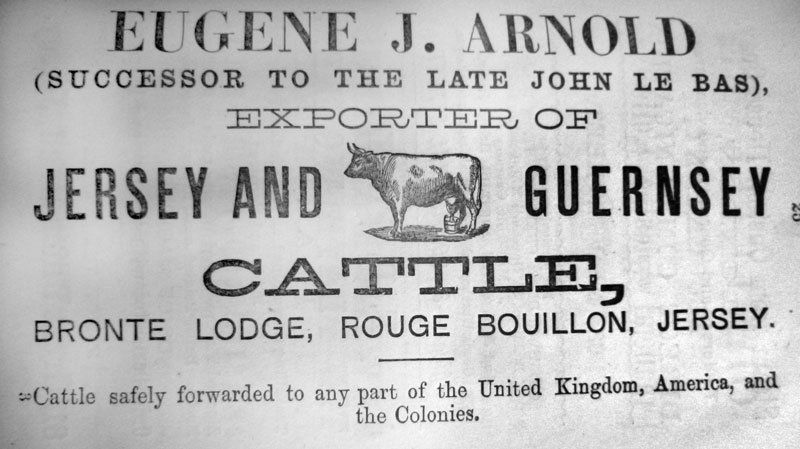 EUGENE J. ARNOLD
(SUCCESSOR TO THE LATE JOHN LE BAS),
EXPORTER OF
JERSEY AND GUERNSEY
CATTLE,
BRONTE LODGE, ROUGE BOUILLON, JERSEY.
Cattle safely forwarded to any part of the United Kingdom, America, and
the Colonies.